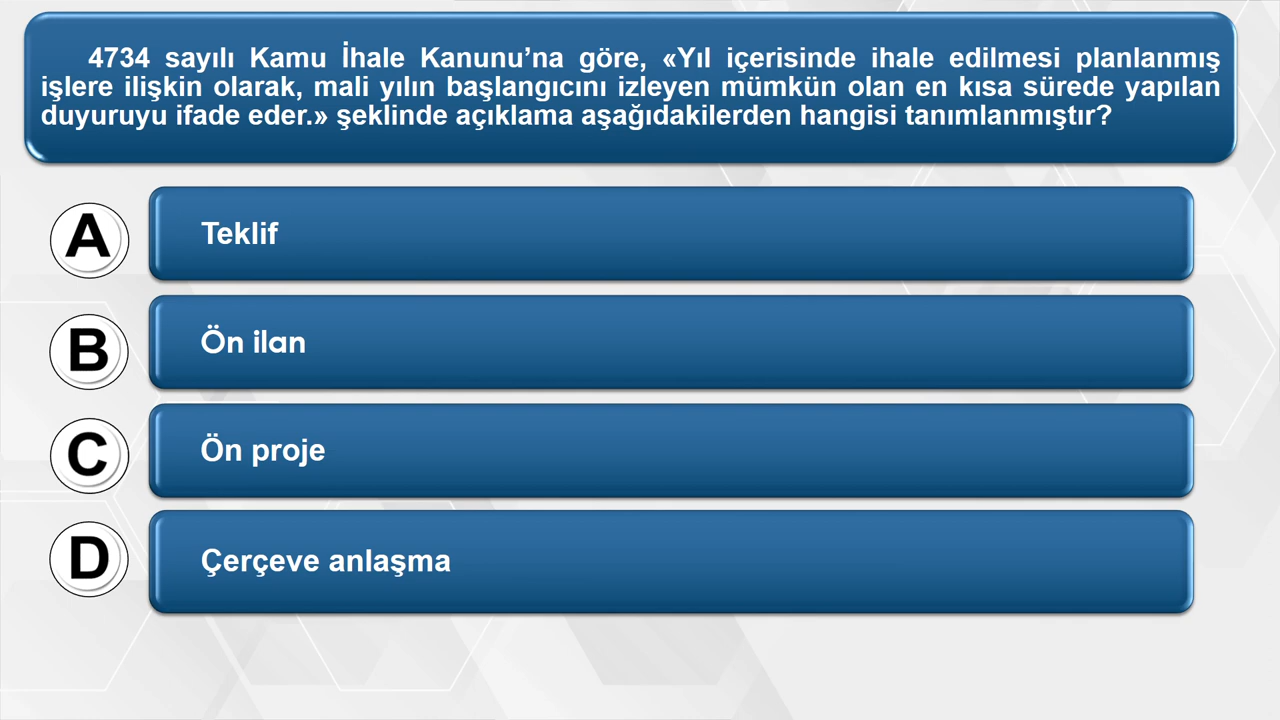 4734 sayılı Kamu İhale Kanunu’na göre, «Yıl içerisinde ihale edilmesi planlanmış
işlere ilişkin olarak, mali yılın başlangıcını izleyen mümkün olan en kısa sürede yapılan
duyuruyu ifade eder.» şeklinde açıklama aşağıdakilerden hangisi tanımlanmıştır?
A Teklif
B Ön ilan
C Ön proje
D Çerçeve anlaşma